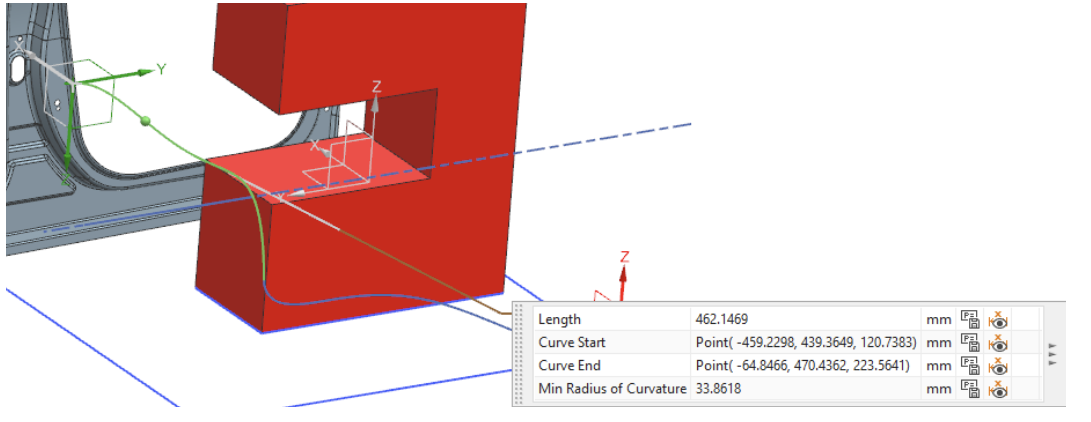 X
Y
Z
X
Y
Z
Length 462.1469 mm
Curve Start Point( -459.2298, 439.3649, 120.7383) mm
Curve End Point( -64.8466, 470.4362, 223.5641) mm
Min Radius of Curvature 33.8618 mm